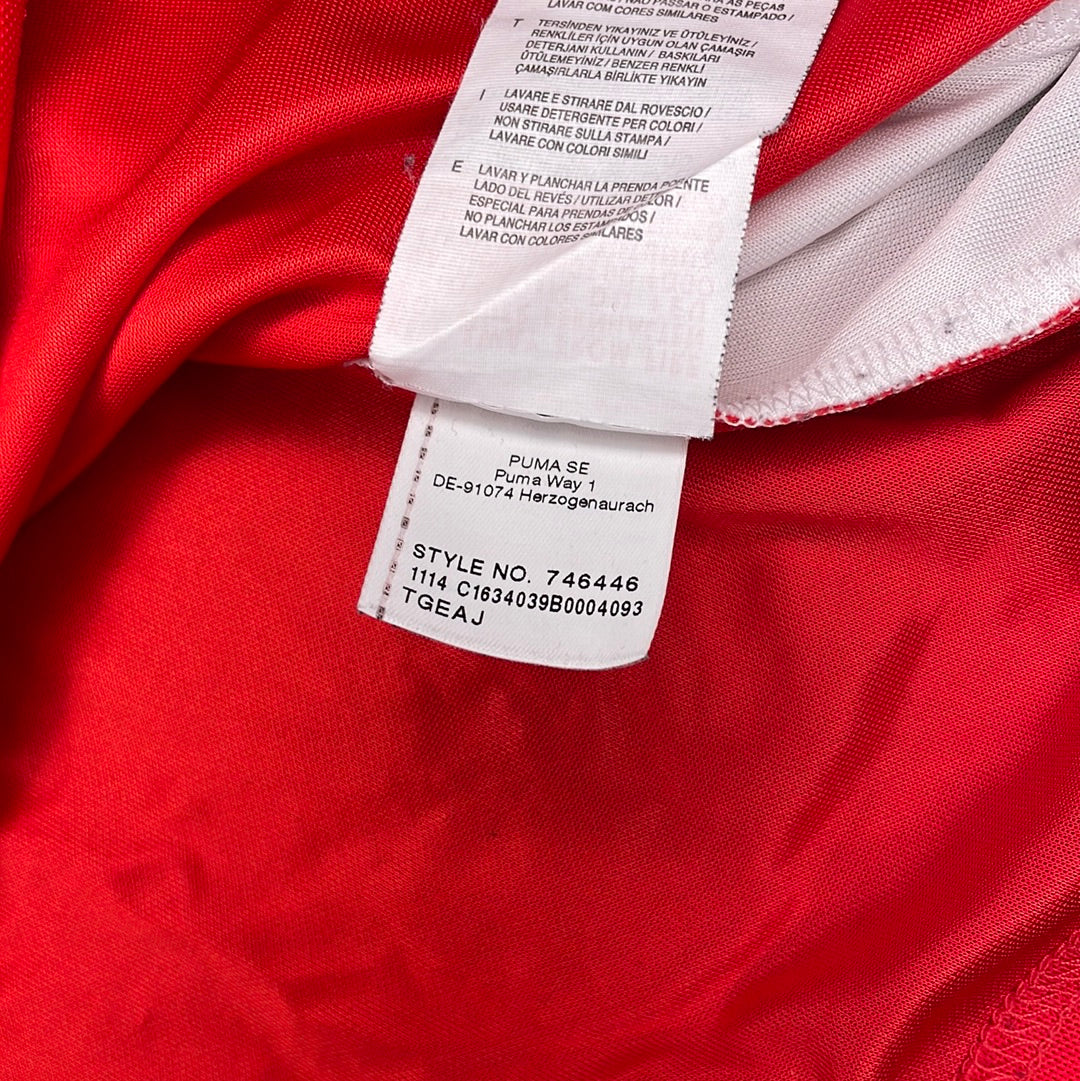 LAVAR COM CORES SIMILARES
T TERSİNDEN YIKAYINIZ VE ÜTÜLEYİNİZ /
RENKLİLER İÇİN UYGUN OLAN ÇAMAŞIR
DETERJANI KULLANIN / BASKILARI
ÜTÜLEMEYİNİZ / BENZER RENKLİ
ÇAMAŞIRLARLA BİRLİKTE YIKAYIN
I LAVARE E STIRARE DAL ROVESCIO /
USARE DETERGENTE PER COLORI /
NON STIRARE SULLA STAMPA /
LAVARE CON COLORI SIMILI
E LAVAR Y PLANCHAR LA PRENDA
LADO DEL REVÉS / UTILIZAR
ESPECIAL PARA PRENDAS
NO PLANCHAR LOS
LAVAR CON COLORES
PUMA SE
Puma Way 1
DE-91074 Herzogenaurach
STYLE NO. 746446
1114 C1634039B0004093
TGEAJ